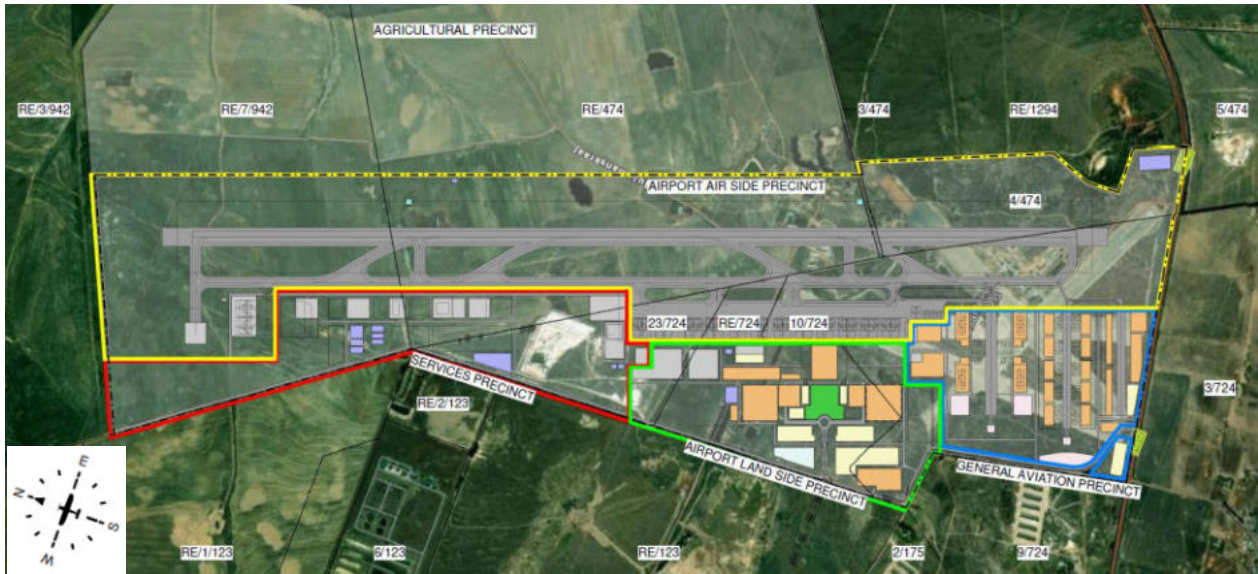 AGRICULTURAL PRECINCT
RE/3/942
RE/7/942
RE/474
3/474
RE/1294
5/474
AIRPORT AIR SIDE PRECINCT
4/474
23/724
RE/724
10/724
SERVICES PRECINCT
RE/2/123
3/724
AIRPORT LAND SIDE PRECINCT
GENERAL AVIATION PRECINCT
E
N
S
W
RE/1/123
6/123
RE/123
2/175
9/724